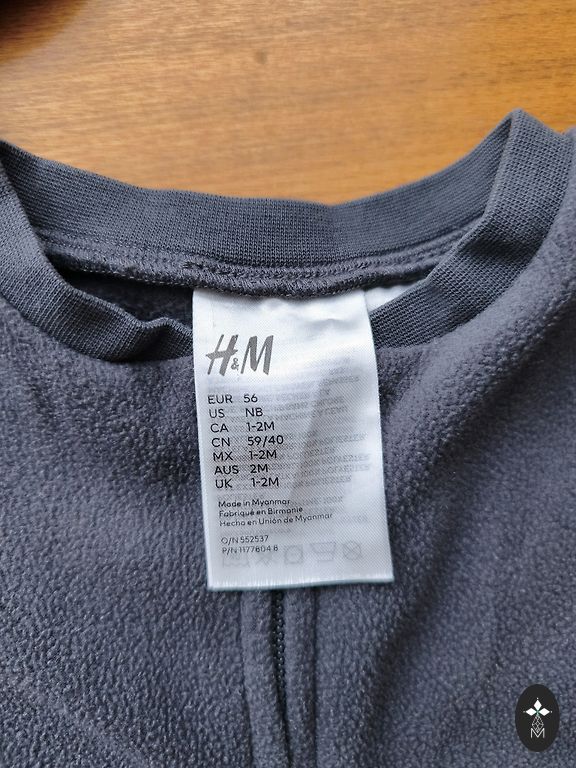 H&M
EUR 56
US NB
CA 1-2M
CN 59/40
MX 1-2M
AUS 2M
UK 1-2M
Made in Myanmar
Fabriqué en Birmanie
Hecho en Unión de Myanmar
O/N 552537
P/N 1177604 8
M